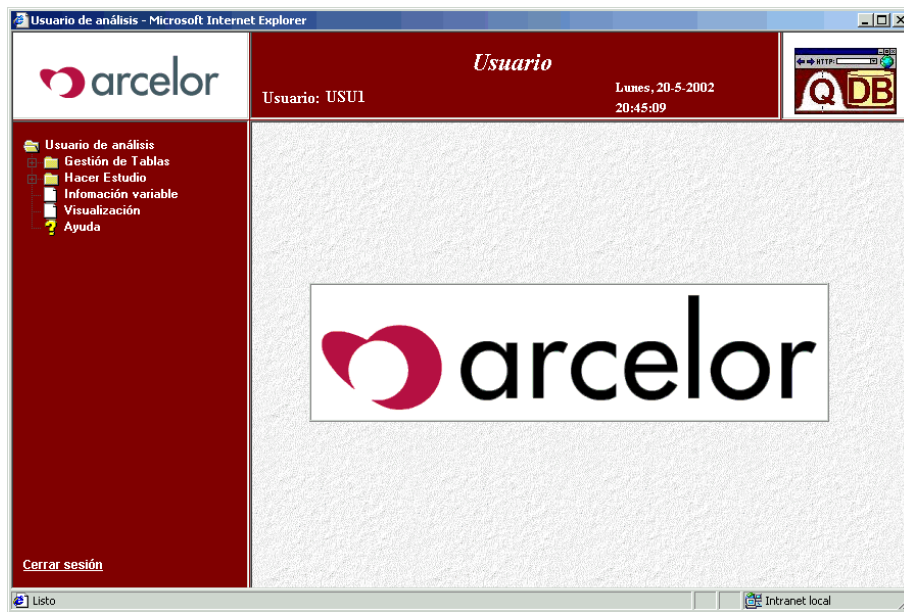 Usuario de análisis - Microsoft Internet Explorer
arcelor
Usuario
Usuario: USU1
Lunes, 20-5-2002
20:45:09
HTTP:
Q DB
Usuario de análisis
Gestión de Tablas
Hacer Estudio
Infomación variable
Visualización
Ayuda
arcelor
Cerrar sesión
Listo
Intranet local